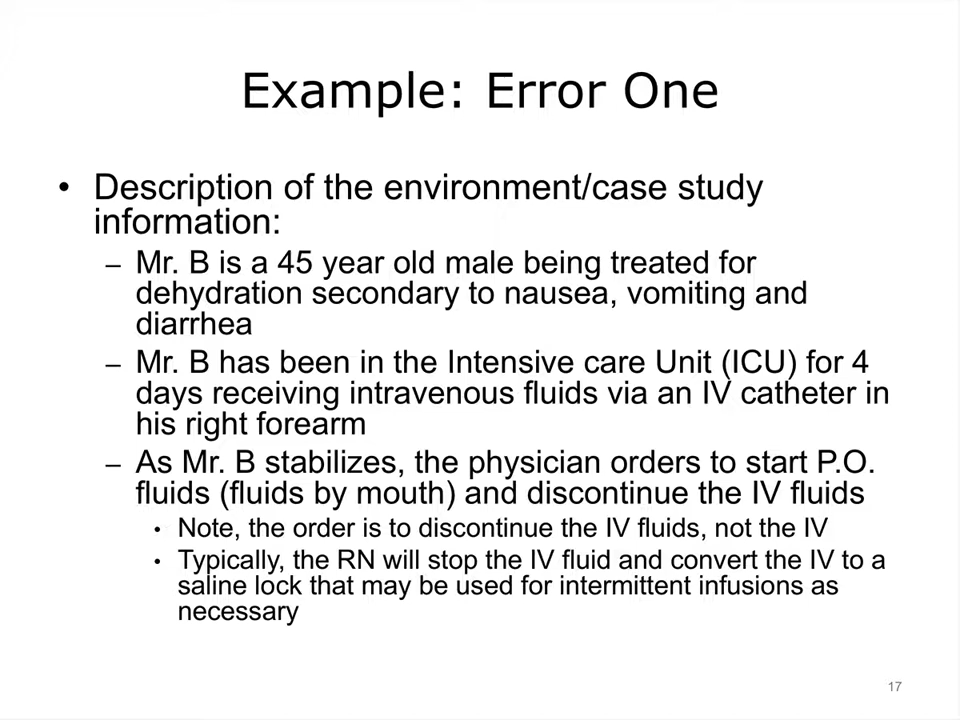 Example: Error One
• Description of the environment/case study
information:
– Mr. B is a 45 year old male being treated for
dehydration secondary to nausea, vomiting and
diarrhea
– Mr. B has been in the Intensive care Unit (ICU) for 4
days receiving intravenous fluids via an IV catheter in
his right forearm
– As Mr. B stabilizes, the physician orders to start P.O.
fluids (fluids by mouth) and discontinue the IV fluids
• Note, the order is to discontinue the IV fluids, not the IV
• Typically, the RN will stop the IV fluid and convert the IV to a
saline lock that may be used for intermittent infusions as
necessary
17